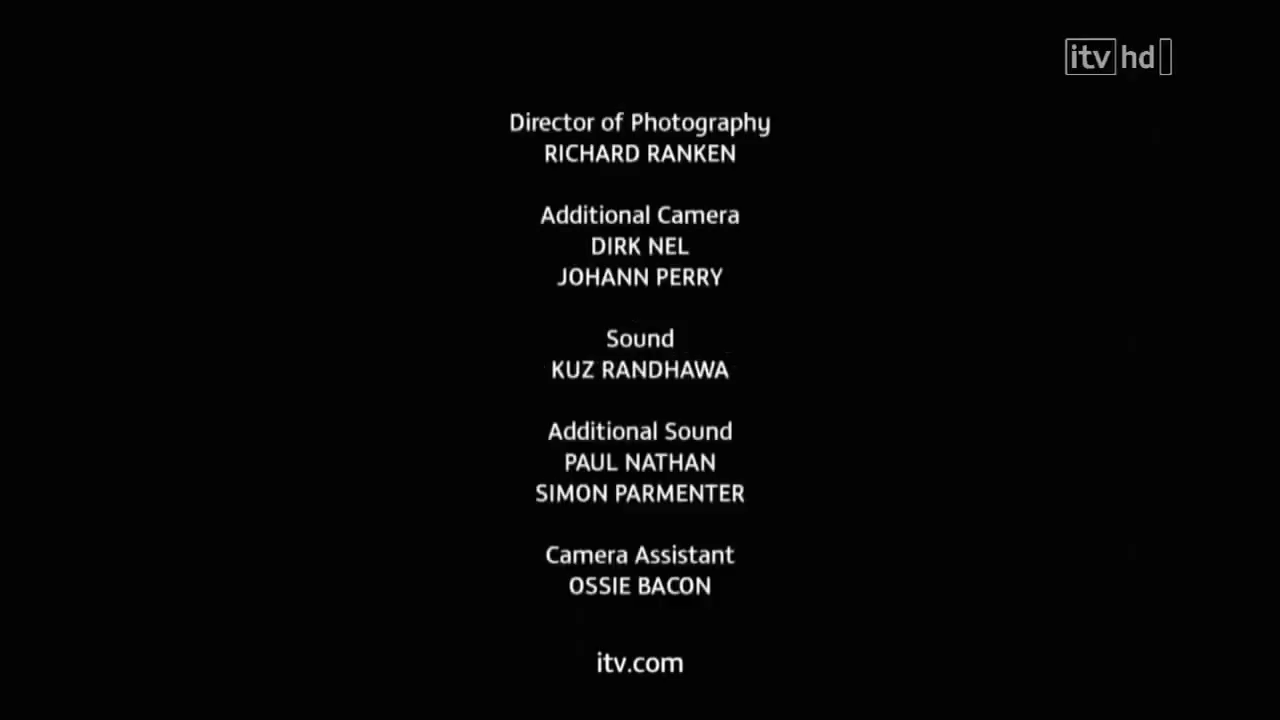 itv hd
Director of Photography
RICHARD RANKEN
Additional Camera
DIRK NEL
JOHANN PERRY
Sound
KUZ RANDHAWA
Additional Sound
PAUL NATHAN
SIMON PARMENTER
Camera Assistant
OSSIE BACON
itv.com